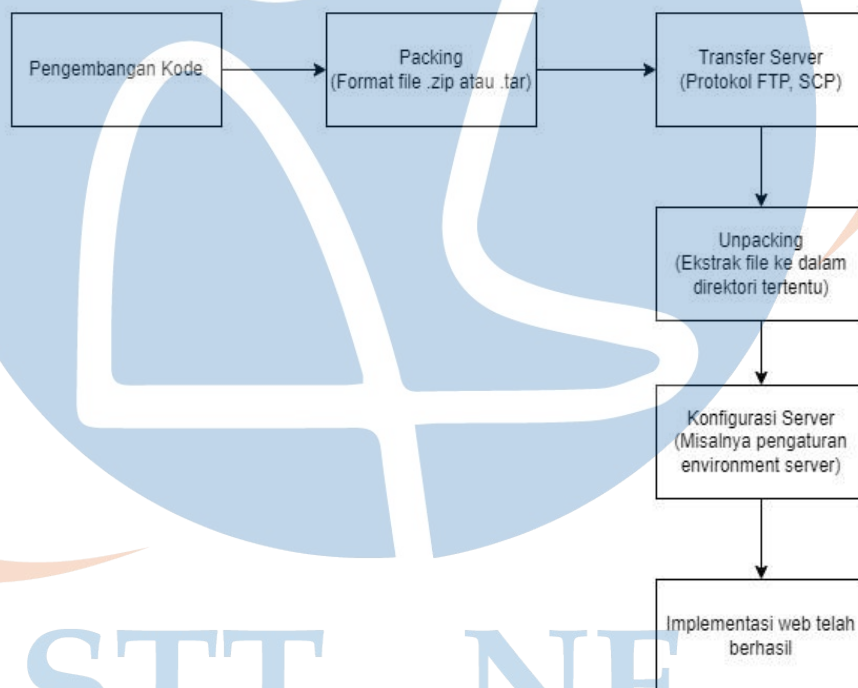 Pengembangan Kode
Packing
(Format file .zip atau .tar)
Transfer Server
(Protokol FTP, SCP)
Unpacking
(Ekstrak file ke dalam
direktori tertentu)
Konfigurasi Server
(Misalnya pengaturan
environment server)
Implementasi web telah
berhasil
STT - NF